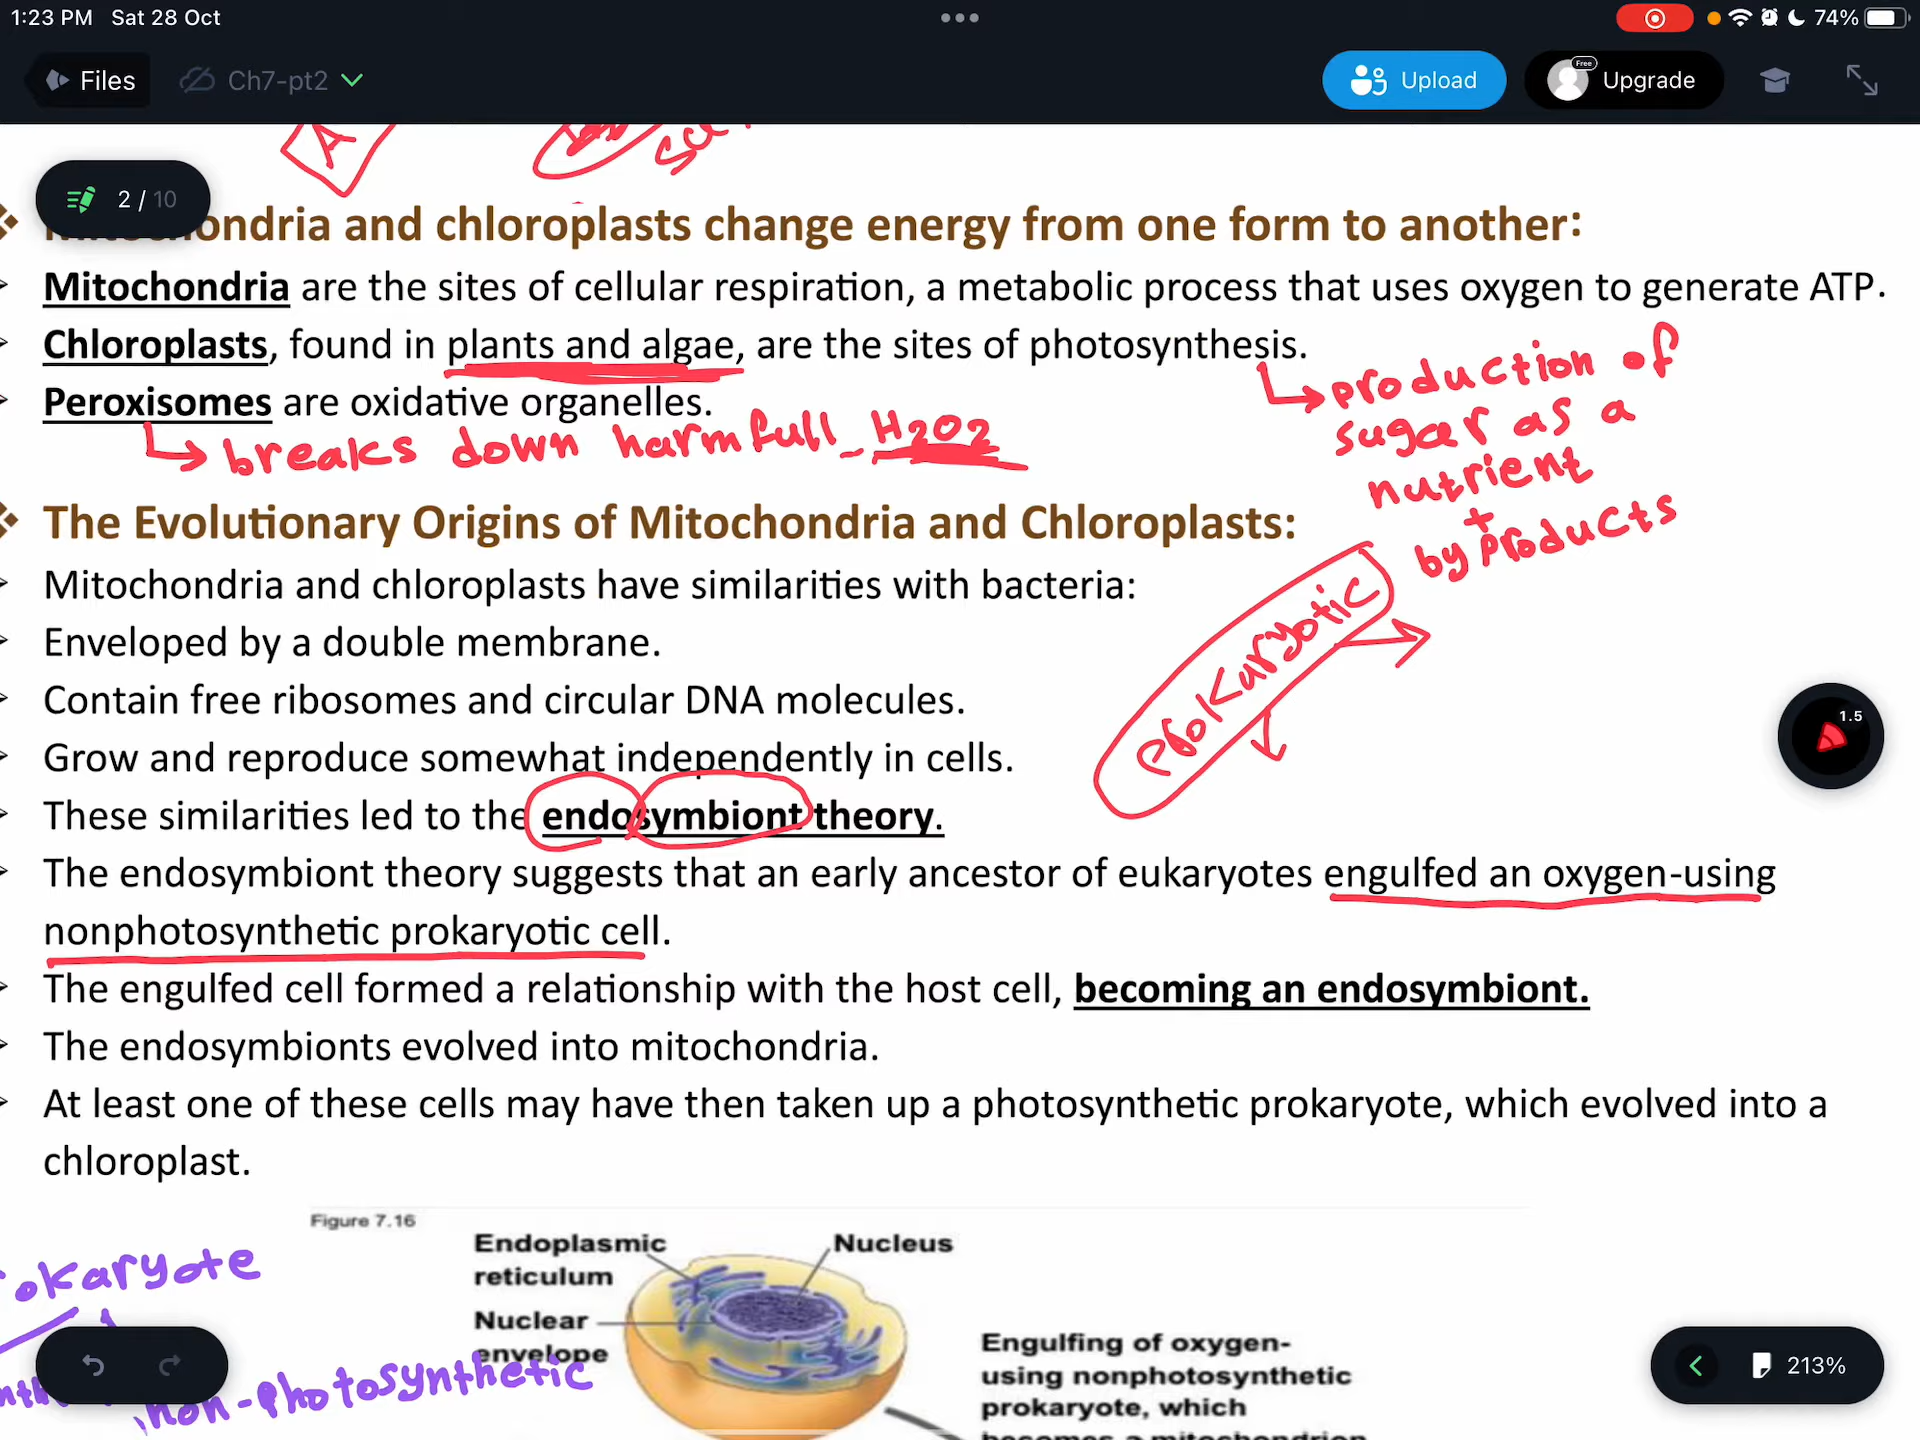 1:23 PM Sat 28 Oct
74%
Files
Ch7-pt2
Upload
Free
Upgrade
A
2 / 10
Mitochondria and chloroplasts change energy from one form to another:
Mitochondria are the sites of cellular respiration, a metabolic process that uses oxygen to generate ATP.
Chloroplasts, found in plants and algae, are the sites of photosynthesis.
production of
sugar as a
nutrient
+
by products
Peroxisomes are oxidative organelles.
breaks down harmfull H2O2
The Evolutionary Origins of Mitochondria and Chloroplasts:
Mitochondria and chloroplasts have similarities with bacteria:
Prokaryotic
Enveloped by a double membrane.
Contain free ribosomes and circular DNA molecules.
1.5
Grow and reproduce somewhat independently in cells.
These similarities led to the endosymbiont theory.
The endosymbiont theory suggests that an early ancestor of eukaryotes engulfed an oxygen-using
nonphotosynthetic prokaryotic cell.
The engulfed cell formed a relationship with the host cell, becoming an endosymbiont.
The endosymbionts evolved into mitochondria.
At least one of these cells may have then taken up a photosynthetic prokaryote, which evolved into a
chloroplast.
Figure 7.16
okaryote
Endoplasmic
reticulum
Nucleus
Nuclear
envelope
non-photosynthetic
Engulfing of oxygen-
using nonphotosynthetic
prokaryote, which
becomes a mitochondrion
213%